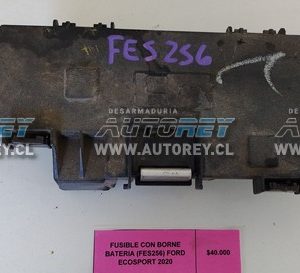 FES256
DESARMADURIA
AUTOREY
WWW.AUTOREY.CL
FUSIBLE CON BORNE
BATERIA (FES256) FORD
ECOSPORT 2020
$40.000